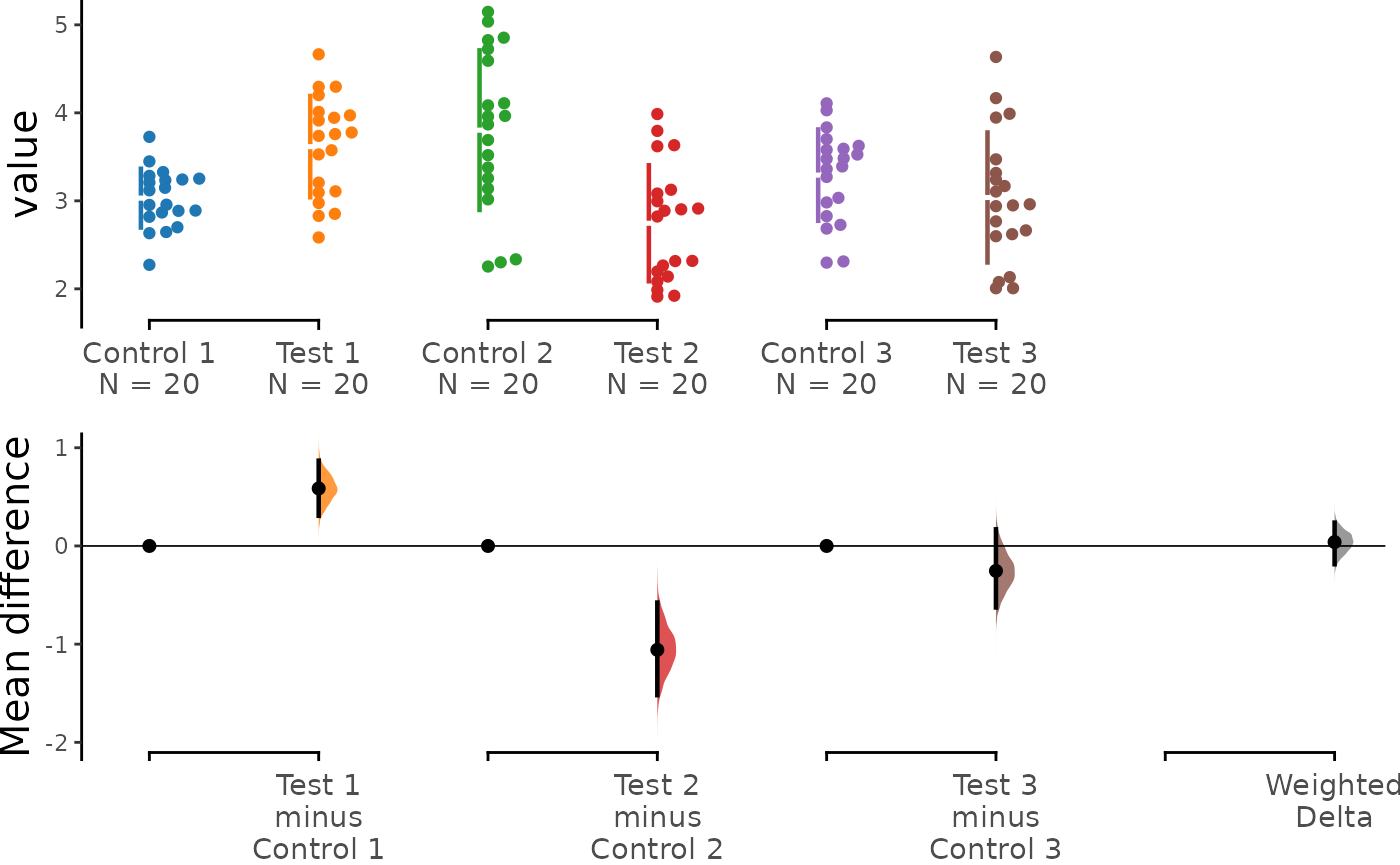 value
5
4
3
2
Control 1
N = 20
Test 1
N = 20
Control 2
N = 20
Test 2
N = 20
Control 3
N = 20
Test 3
N = 20
Mean difference
1
0
-1
-2
Test 1
minus
Control 1
Test 2
minus
Control 2
Test 3
minus
Control 3
Weighted
Delta